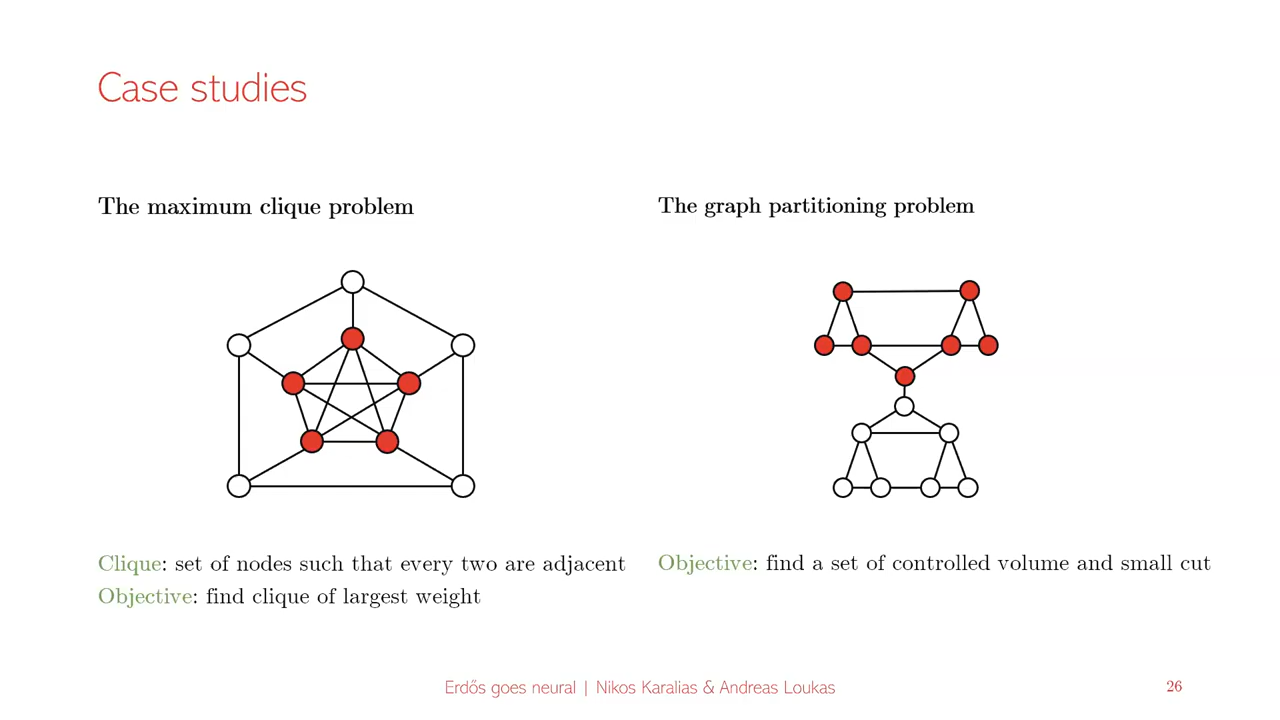 Case studies
The maximum clique problem
Clique: set of nodes such that every two are adjacent
Objective: find clique of largest weight
The graph partitioning problem
Objective: find a set of controlled volume and small cut
Erdős goes neural | Nikos Karalias & Andreas Loukas
26